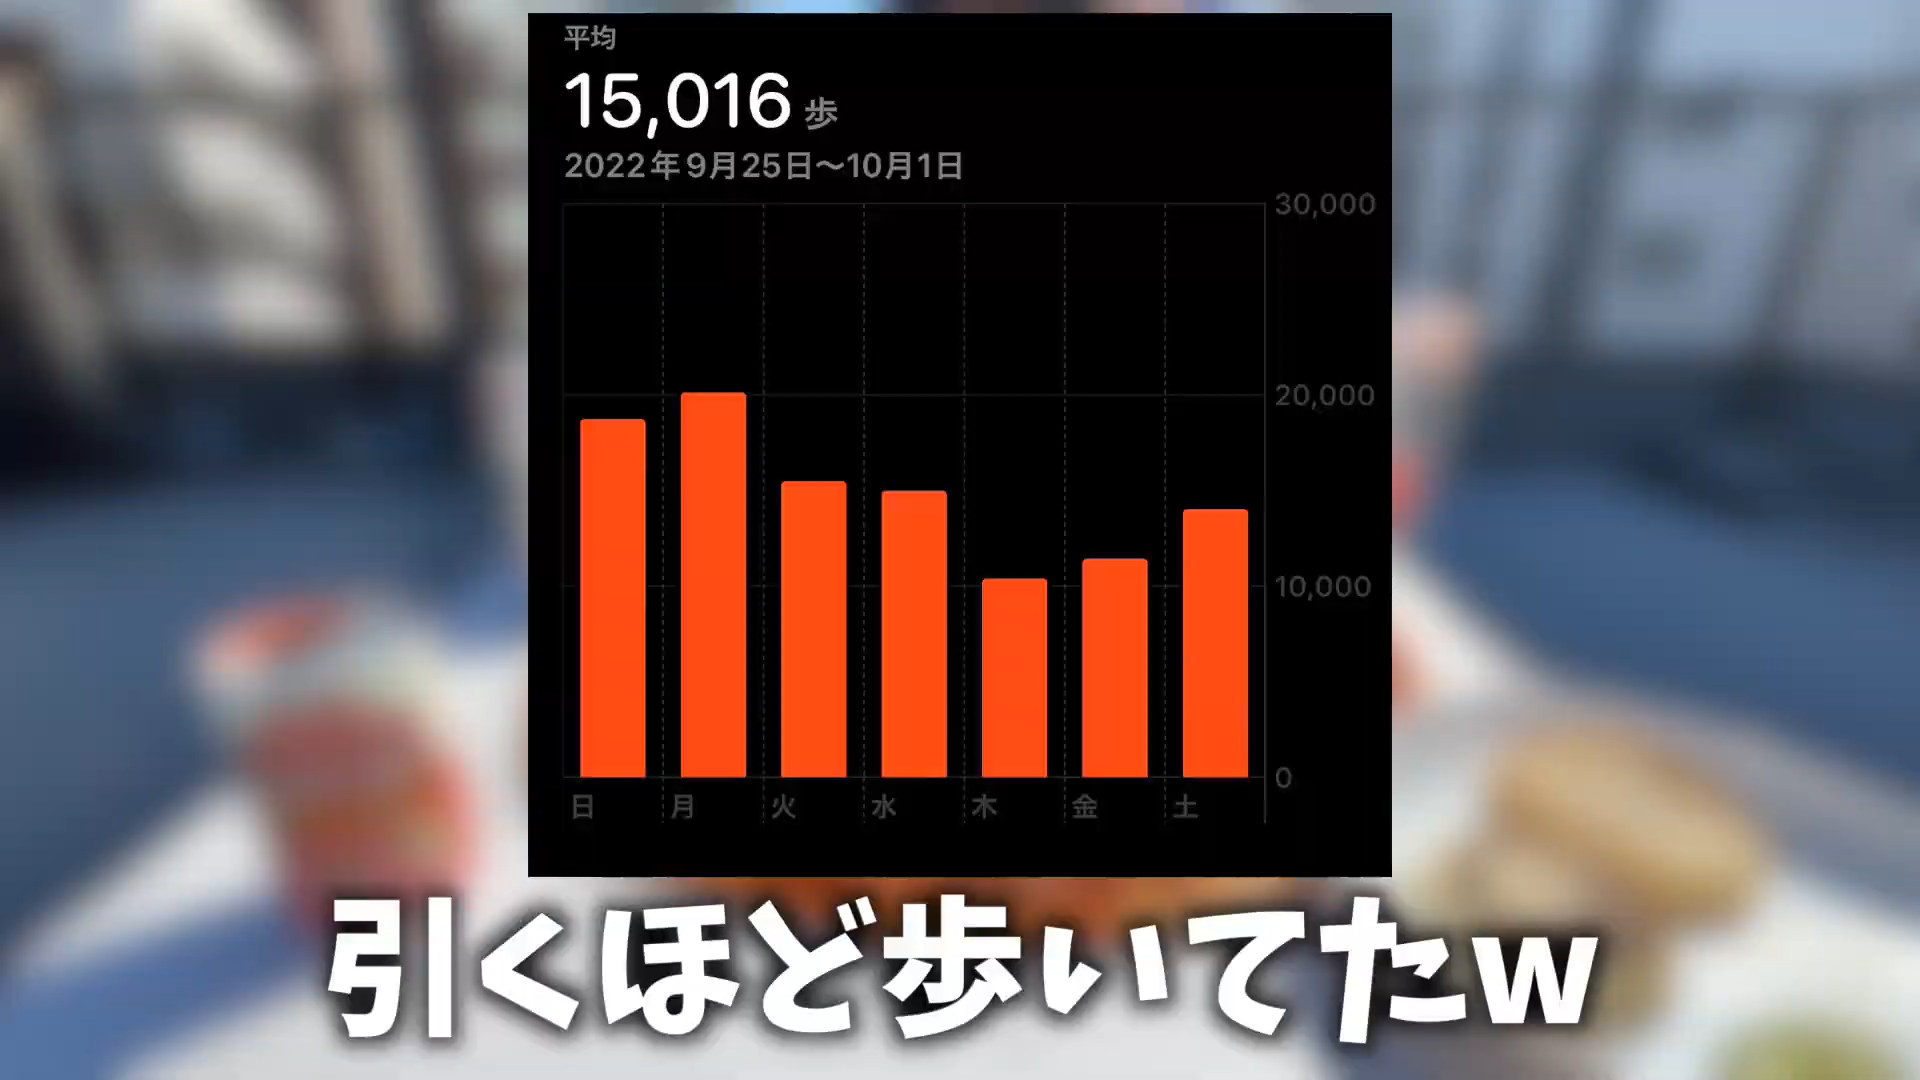 平均
15,016 歩
2022年9月25日～10月1日
30,000
20,000
10,000
0
日 月 火 水 木 金 土
引くほど歩いてたw